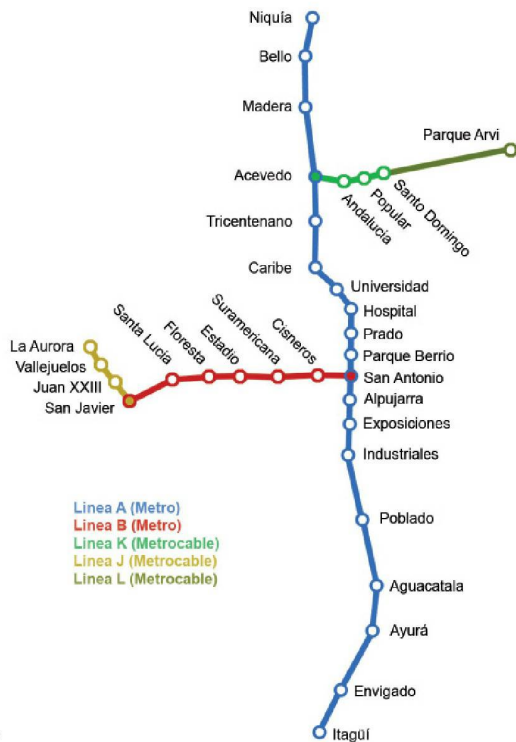 Niquía
Bello
Madera
Parque Arvi
Acevedo
Andalucia
Popular
Santo Domingo
Tricentenano
Caribe
Universidad
Hospital
Prado
Parque Berrio
San Antonio
Cisneros
Suramericana
Estadio
Floresta
Santa Lucía
La Aurora
Vallejuelos
Juan XXIII
San Javier
Alpujarra
Exposiciones
Industriales
Poblado
Aguacatala
Ayurá
Envigado
Itagüí
Linea A (Metro)
Linea B (Metro)
Linea K (Metrocable)
Linea J (Metrocable)
Linea L (Metrocable)